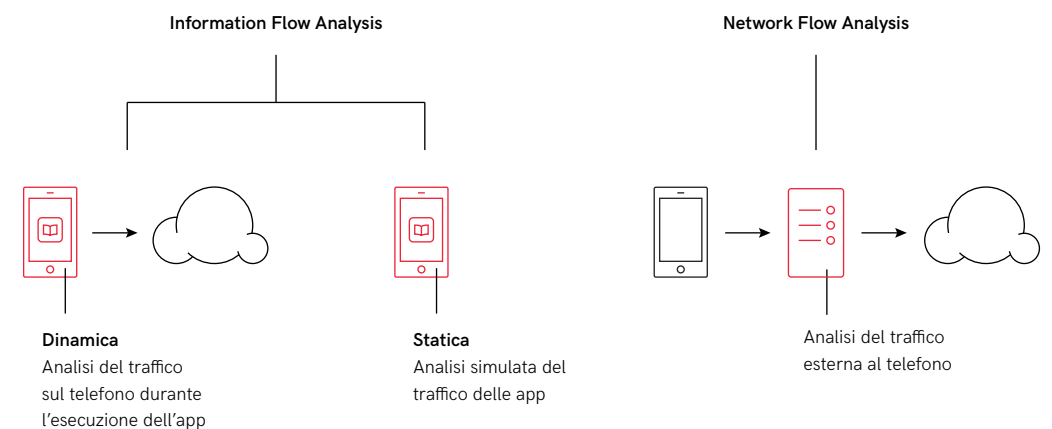 Information Flow Analysis
Network Flow Analysis
Dinamica
Analisi del traffico
sul telefono durante
l’esecuzione dell’app
Statica
Analisi simulata del
traffico delle app
Analisi del traffico
esterna al telefono